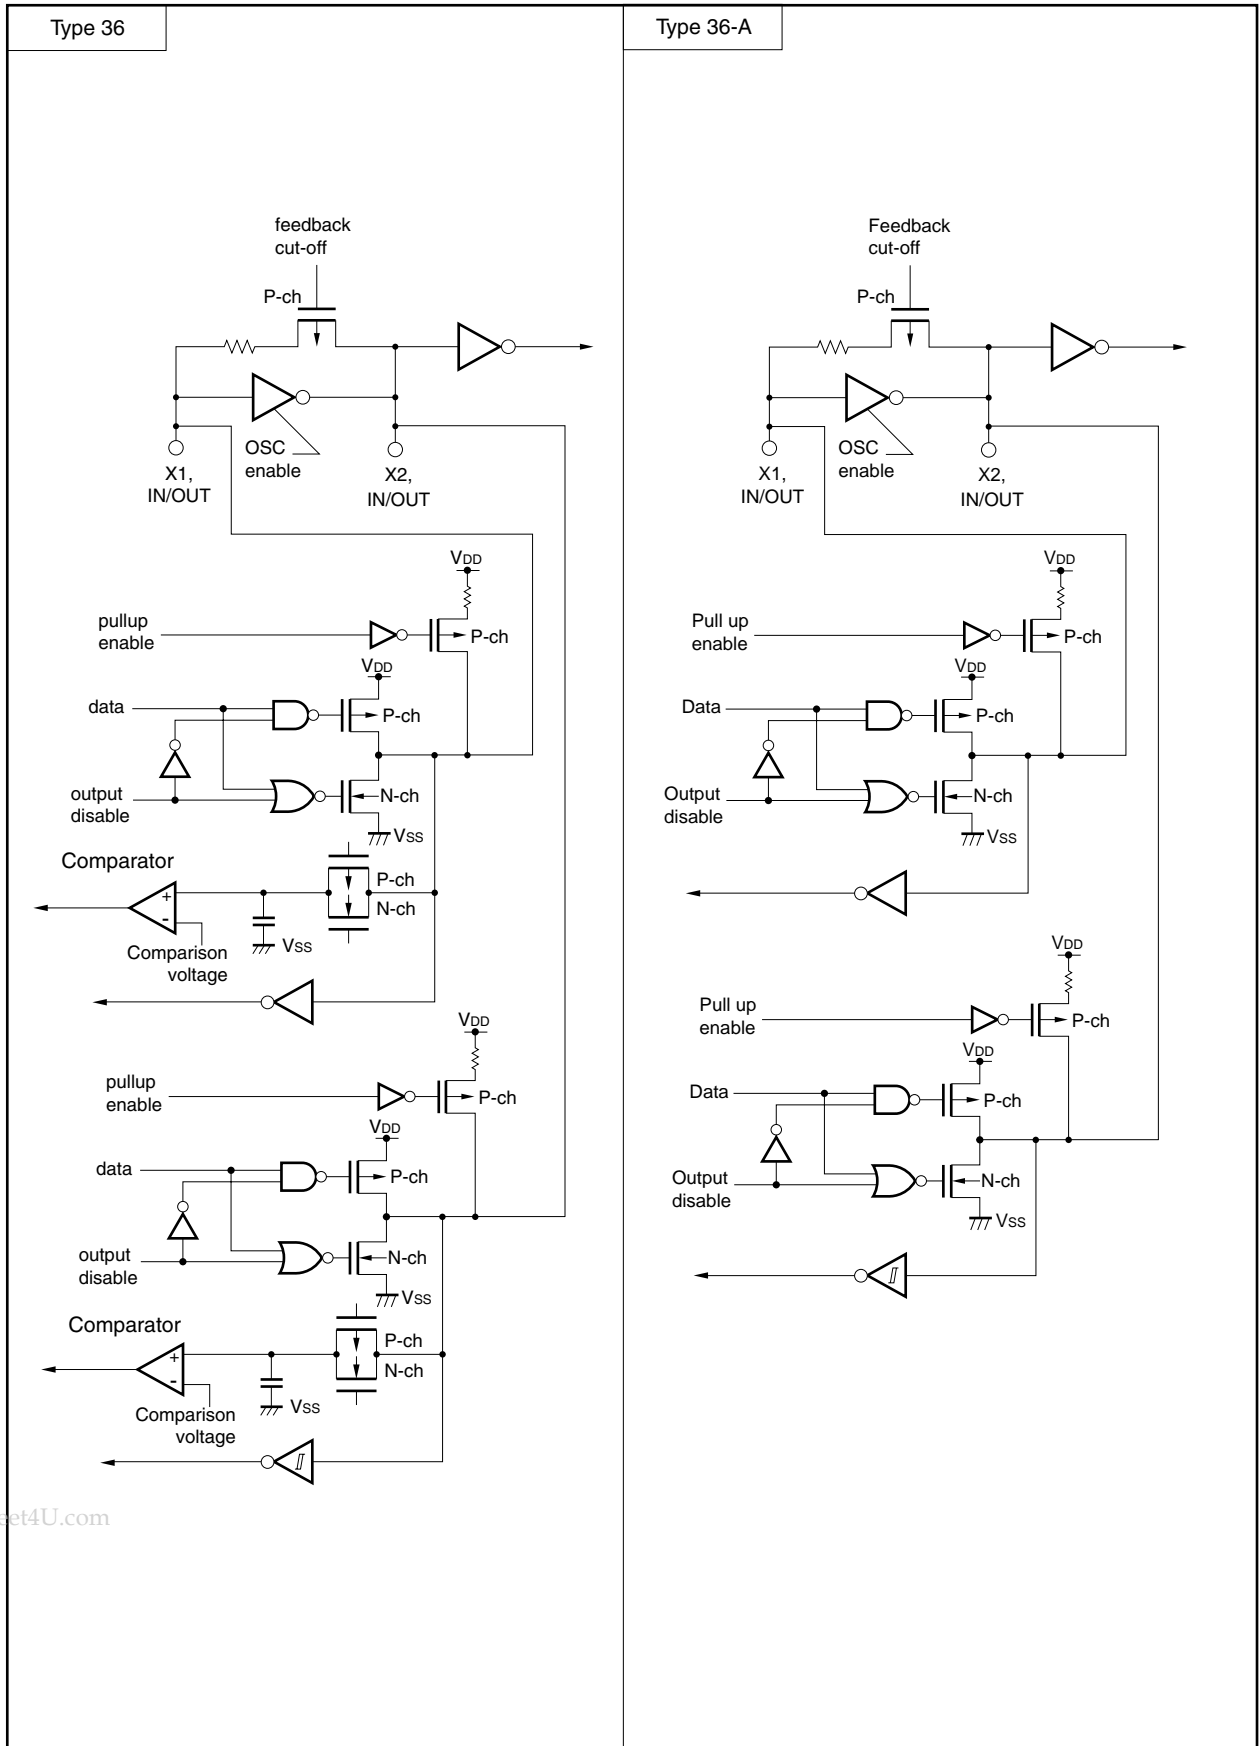 Type 36
feedback
cut-off
P-ch
OSC
enable
X1,
IN/OUT
X2,
IN/OUT
VDD
pullup
enable
P-ch
VDD
data
P-ch
output
disable
N-ch
VSS
Comparator
P-ch
N-ch
+
-
VSS
Comparison
voltage
VDD
pullup
enable
P-ch
VDD
data
P-ch
output
disable
N-ch
VSS
Comparator
P-ch
N-ch
+
-
VSS
Comparison
voltage
Type 36-A
Feedback
cut-off
P-ch
OSC
enable
X1,
IN/OUT
X2,
IN/OUT
VDD
Pull up
enable
P-ch
VDD
Data
P-ch
Output
disable
N-ch
VSS
VDD
Pull up
enable
P-ch
VDD
Data
P-ch
Output
disable
N-ch
VSS
eet4U.com